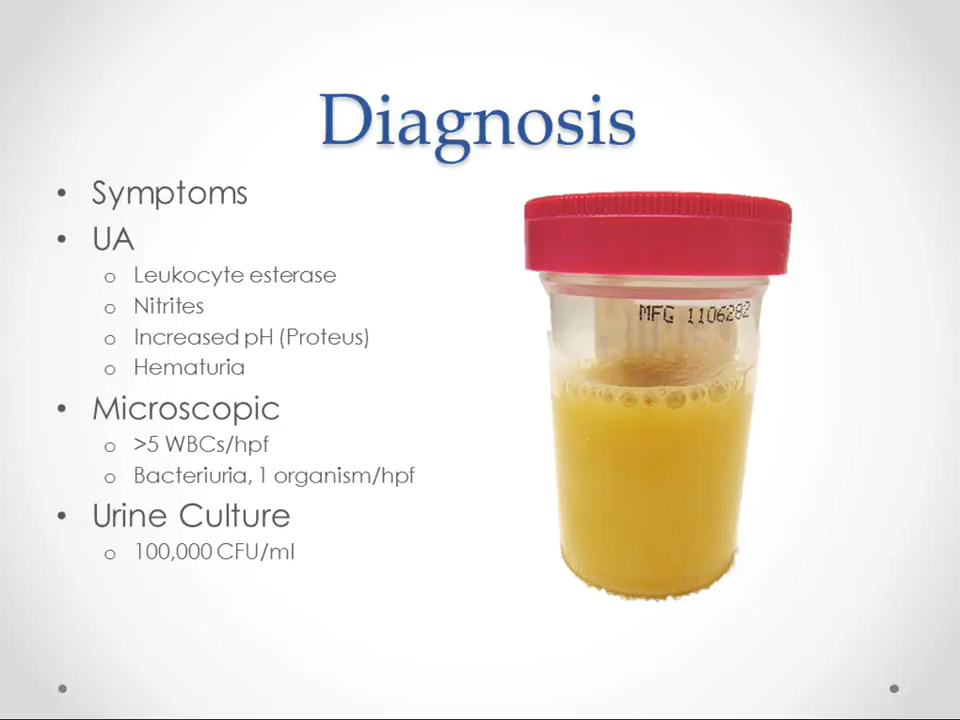 Diagnosis
• Symptoms
• UA
o Leukocyte esterase
o Nitrites
o Increased pH (Proteus)
o Hematuria
• Microscopic
o >5 WBCs/hpf
o Bacteriuria, 1 organism/hpf
• Urine Culture
o 100,000 CFU/ml
MFG 1106282